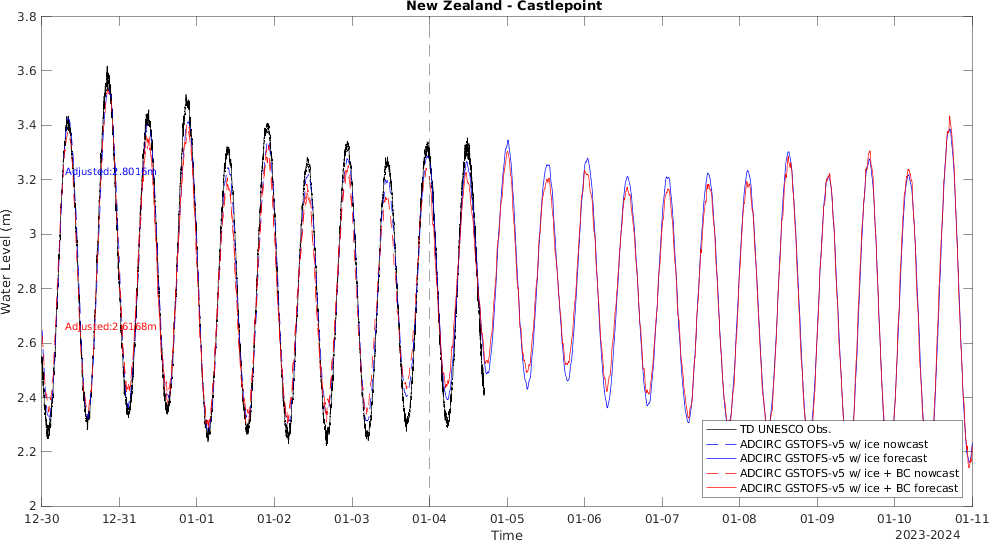 New Zealand - Castlepoint
3.8
3.6
3.4
3.2
3
2.8
2.6
2.4
2.2
2
Water Level (m)
Adjusted:2.8016m
Adjusted:2.6168m
TD UNESCO Obs.
ADCIRC GSTOFS-v5 w/ ice nowcast
ADCIRC GSTOFS-v5 w/ ice forecast
ADCIRC GSTOFS-v5 w/ ice + BC nowcast
ADCIRC GSTOFS-v5 w/ ice + BC forecast
12-30 12-31 01-01 01-02 01-03 01-04 01-05 01-06 01-07 01-08 01-09 01-10 01-11
Time
2023-2024